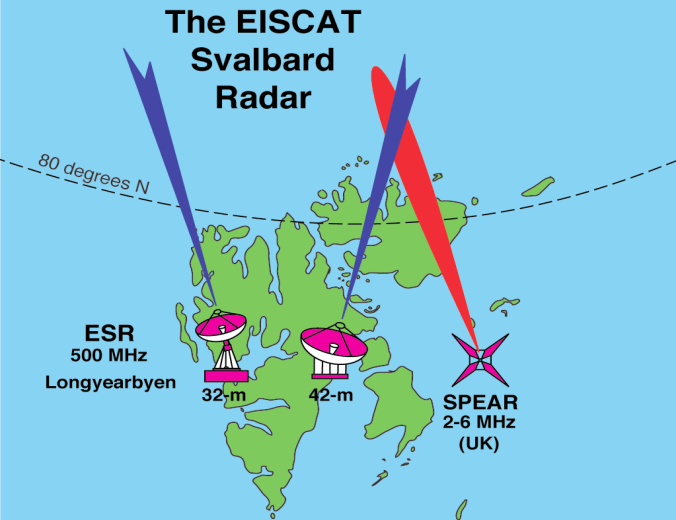 The EISCAT
Svalbard
Radar
80 degrees N
ESR
500 MHz
Longyearbyen
32-m
42-m
SPEAR
2-6 MHz
(UK)